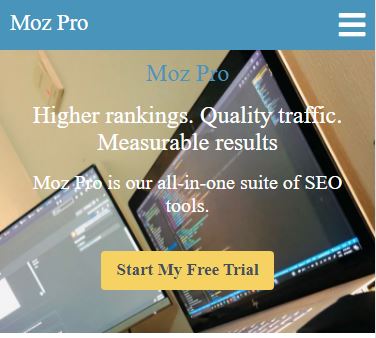 Moz Pro
Moz Pro
Higher rankings. Quality traffic.
Measurable results
Moz Pro is our all-in-one suite of SEO
tools.
Start My Free Trial